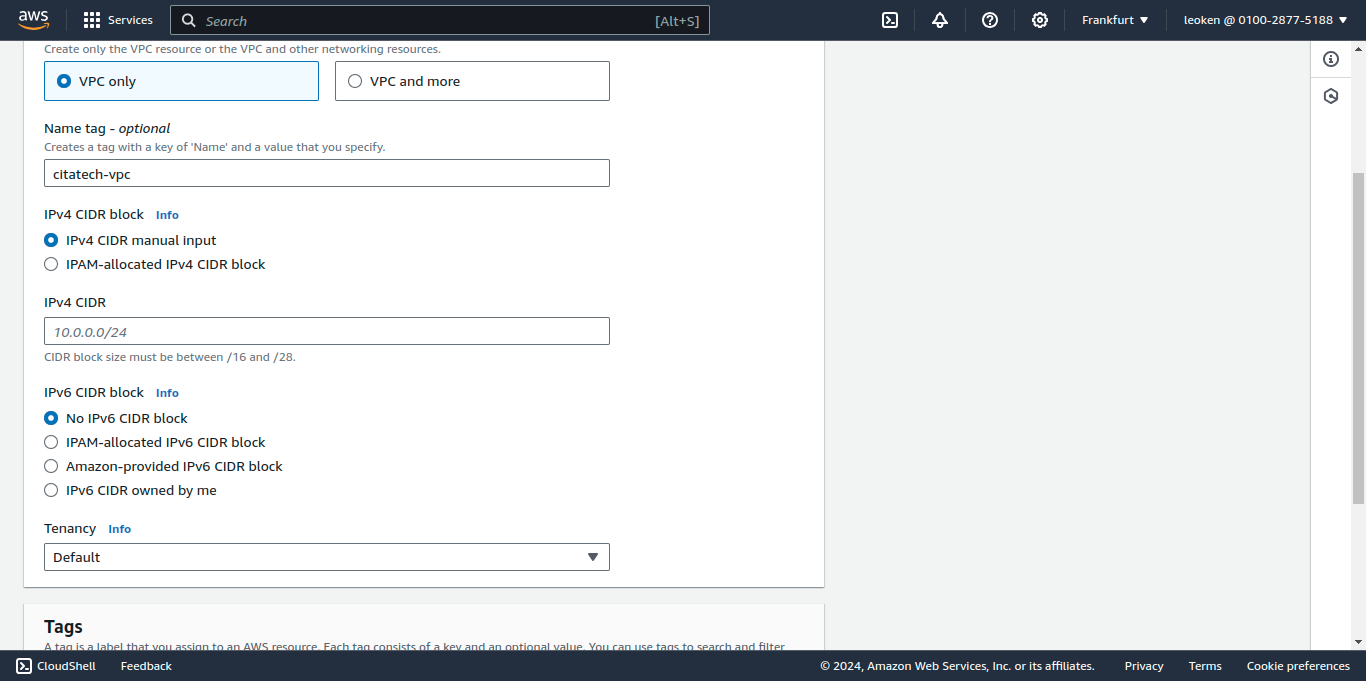 aws
Services
Search [Alt+S]
Frankfurt
leoken @ 0100-2877-5188
Create only the VPC resource or the VPC and other networking resources.
VPC only
VPC and more
Name tag - optional
Creates a tag with a key of 'Name' and a value that you specify.
citatech-vpc
IPv4 CIDR block Info
IPv4 CIDR manual input
IPAM-allocated IPv4 CIDR block
IPv4 CIDR
10.0.0.0/24
CIDR block size must be between /16 and /28.
IPv6 CIDR block Info
No IPv6 CIDR block
IPAM-allocated IPv6 CIDR block
Amazon-provided IPv6 CIDR block
IPv6 CIDR owned by me
Tenancy Info
Default
Tags
A tag is a label that you assign to an AWS resource. Each tag consists of a key and an optional value. You can use tags to search and filter
CloudShell
Feedback
© 2024, Amazon Web Services, Inc. or its affiliates.
Privacy
Terms
Cookie preferences